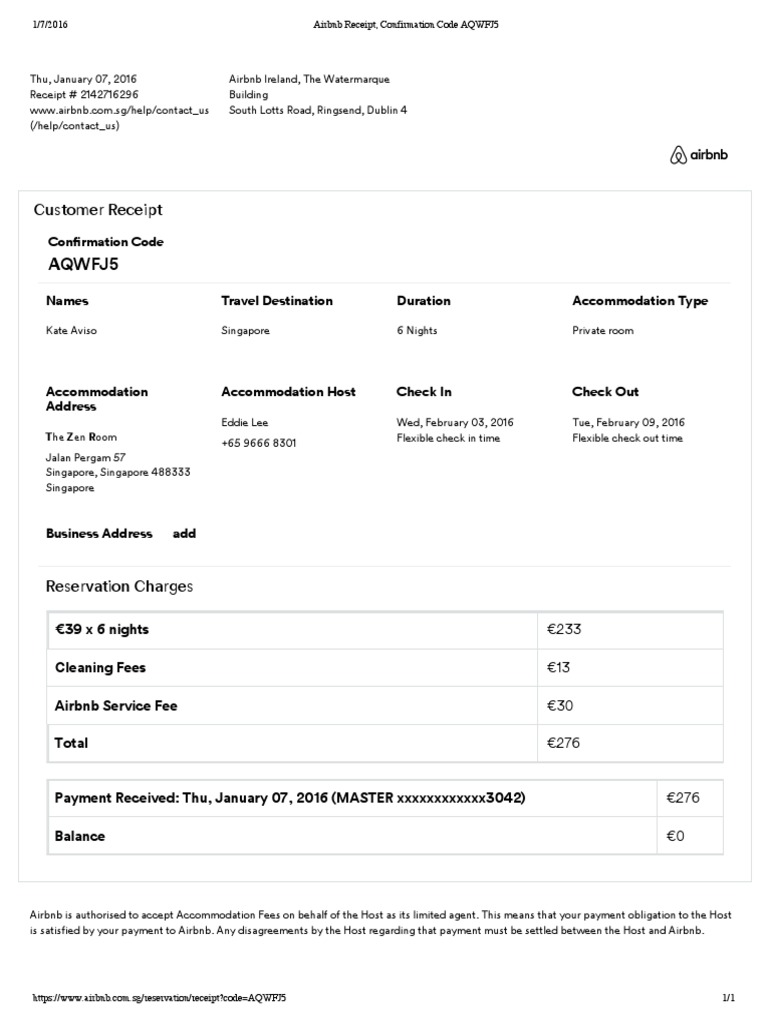 1/7/2016 Airbnb Receipt, Confirmation Code AQWFJ5
Thu, January 07, 2016
Receipt # 2142716296
www.airbnb.com.sg/help/contact_us
(/help/contact_us)
Airbnb Ireland, The Watermarque
Building
South Lotts Road, Ringsend, Dublin 4
airbnb
Customer Receipt
Confirmation Code
AQWFJ5
Names Travel Destination Duration Accommodation Type
Kate Aviso Singapore 6 Nights Private room
Accommodation
Address
The Zen Room
Jalan Pergam 57
Singapore, Singapore 488333
Singapore
Accommodation Host
Eddie Lee
+65 9666 8301
Check In
Wed, February 03, 2016
Flexible check in time
Check Out
Tue, February 09, 2016
Flexible check out time
Business Address add
Reservation Charges
€39 x 6 nights €233
Cleaning Fees €13
Airbnb Service Fee €30
Total €276
Payment Received: Thu, January 07, 2016 (MASTER xxxxxxxxxxxx3042) €276
Balance €0
Airbnb is authorised to accept Accommodation Fees on behalf of the Host as its limited agent. This means that your payment obligation to the Host
is satisfied by your payment to Airbnb. Any disagreements by the Host regarding that payment must be settled between the Host and Airbnb.
https://www.airbnb.com.sg/reservation/receipt?code=AQWFJ5 1/1